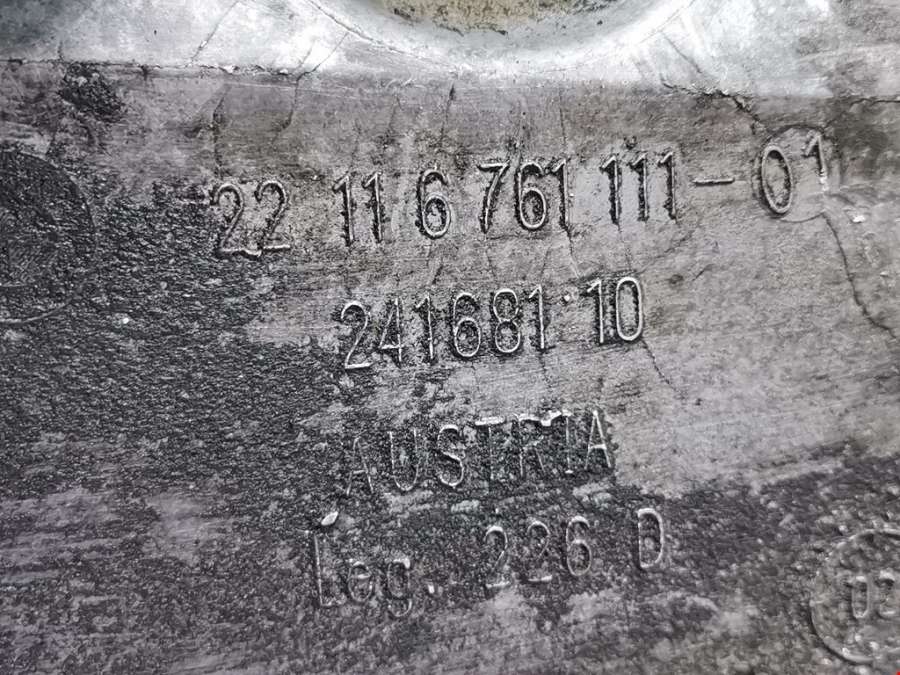 22 11 6 761 111-01
241681 10
AUSTRIA
Leg. 226 D